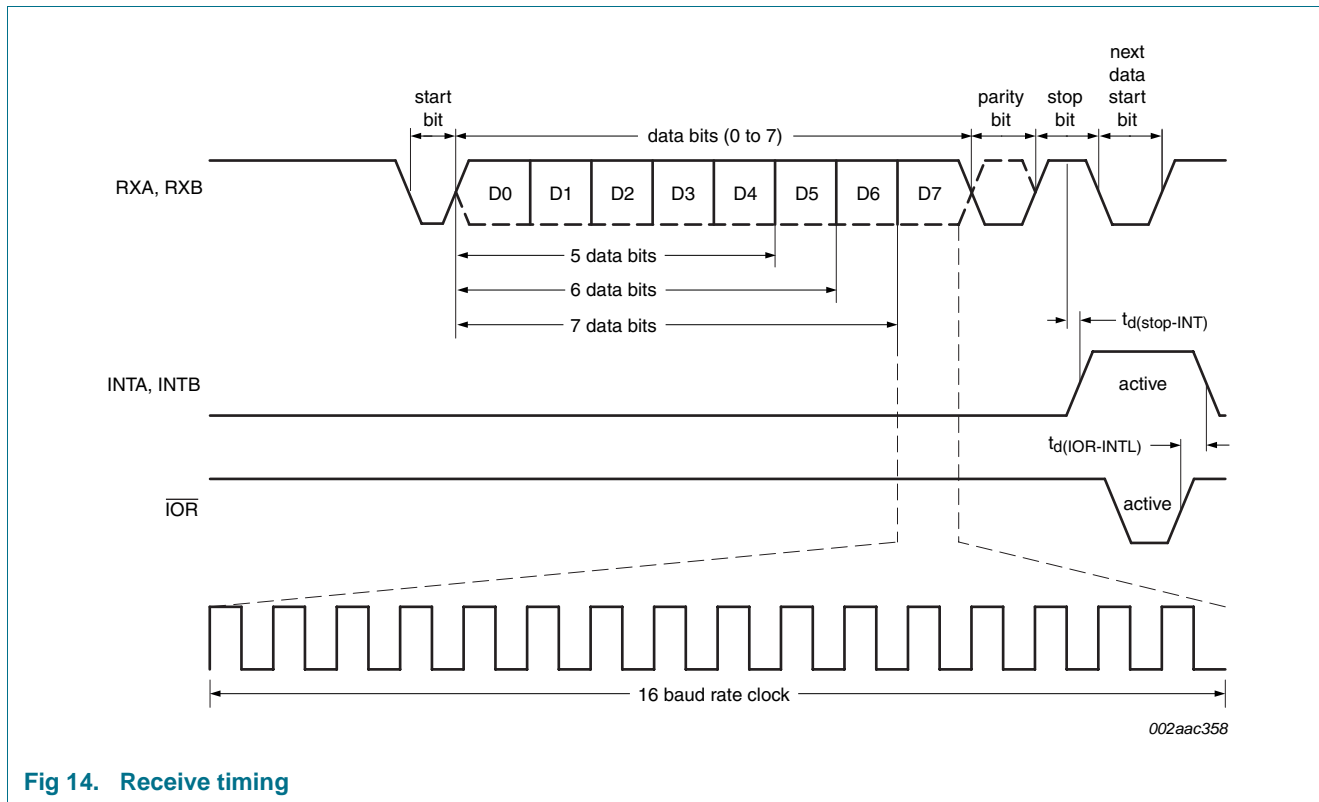 next
data
start
bit
start
bit
parity
bit
stop
bit
data bits (0 to 7)
RXA, RXB
D0 D1 D2 D3 D4 D5 D6 D7
5 data bits
6 data bits
7 data bits
td(stop-INT)
INTA, INTB
active
td(IOR-INTL)
IOR
active
16 baud rate clock
002aac358
Fig 14. Receive timing